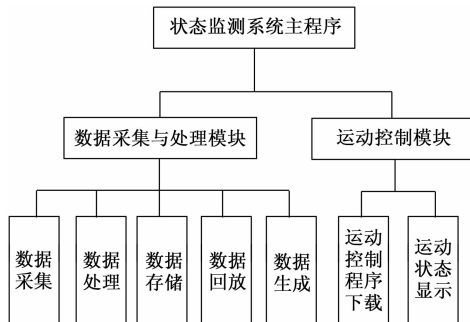 状态监测系统主程序
数据采集与处理模块
运动控制模块
数据
采集
数据
处理
数据
存储
数据
回放
数据
生成
运动
控制
程序
下载
运动
状态
显示